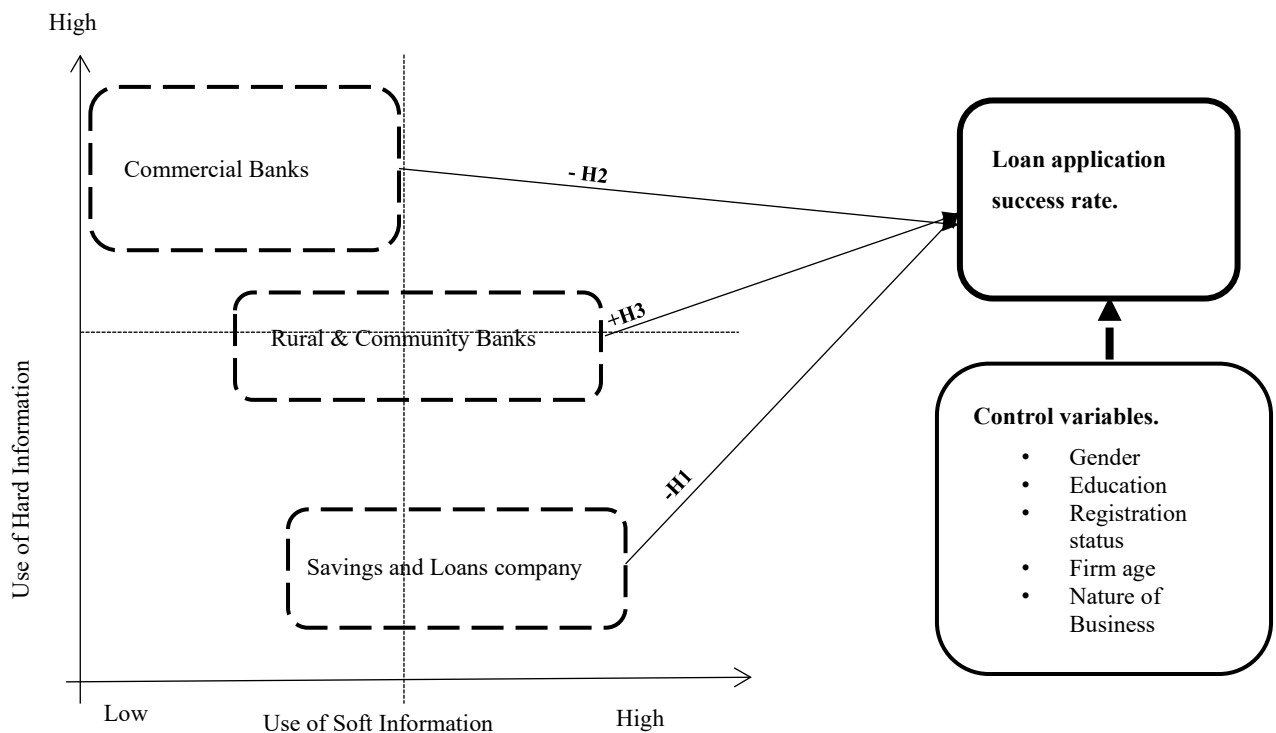 High
Commercial Banks
- H2
Loan application
success rate.
+H3
Rural & Community Banks
Use of Hard Information
-H1
Savings and Loans company
Control variables.
• Gender
• Education
• Registration
status
• Firm age
• Nature of
Business
Low
Use of Soft Information
High